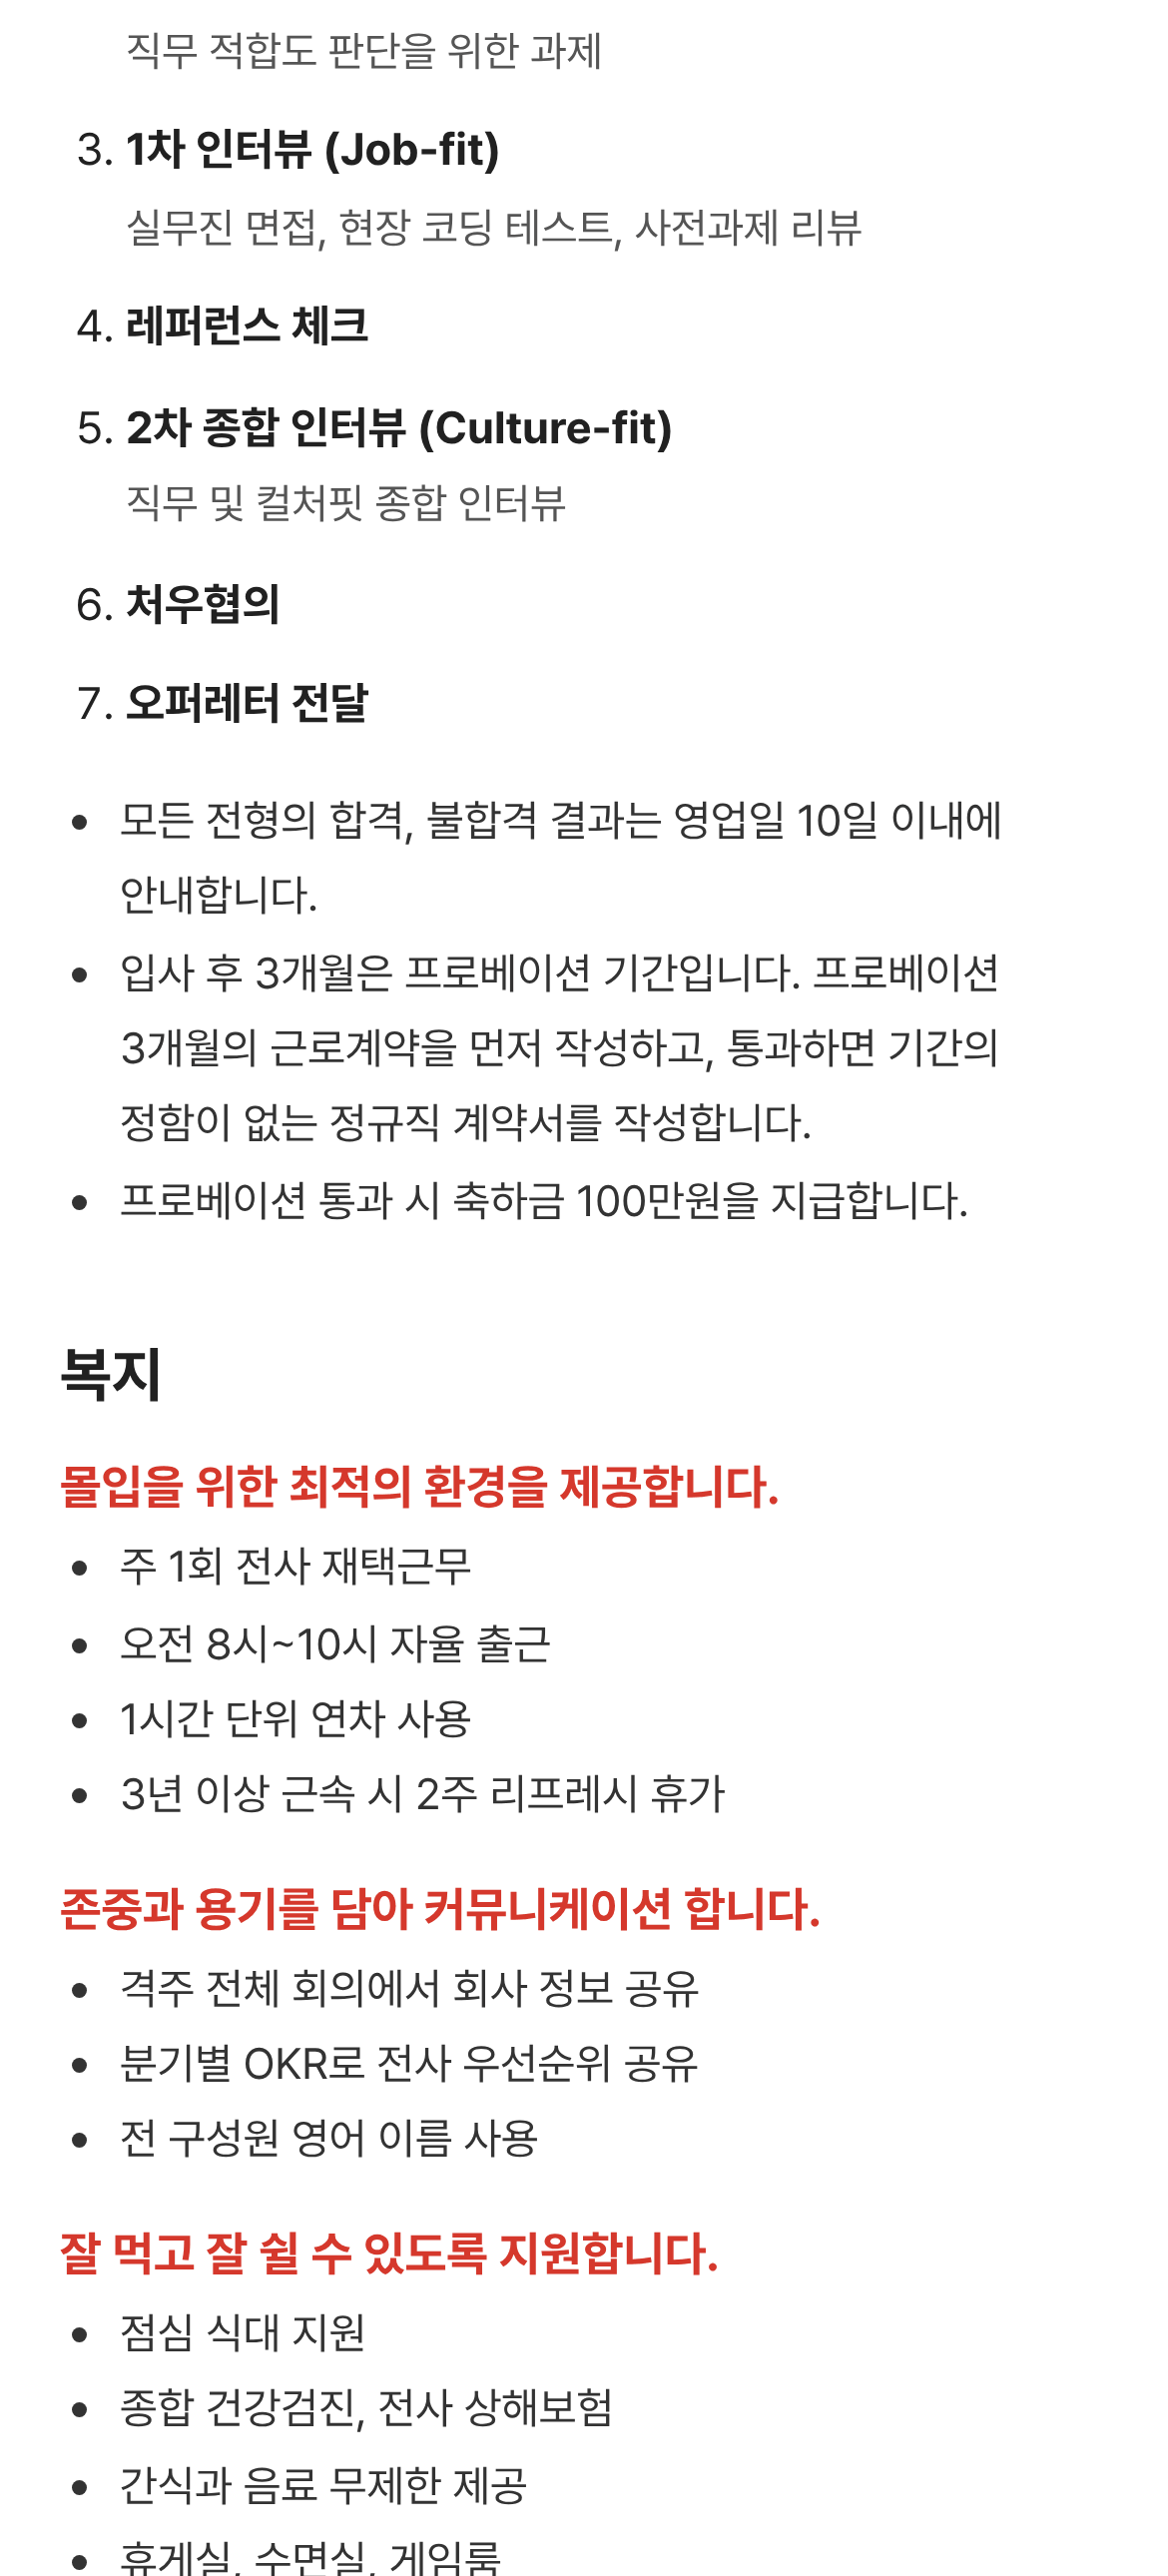 직무 적합도 판단을 위한 과제
3. 1차 인터뷰 (Job-fit)
실무진 면접, 현장 코딩 테스트, 사전과제 리뷰
4. 레퍼런스 체크
5. 2차 종합 인터뷰 (Culture-fit)
직무 및 컬처핏 종합 인터뷰
6. 처우협의
7. 오퍼레터 전달
• 모든 전형의 합격, 불합격 결과는 영업일 10일 이내에
안내합니다.
• 입사 후 3개월은 프로베이션 기간입니다. 프로베이션
3개월의 근로계약을 먼저 작성하고, 통과하면 기간의
정함이 없는 정규직 계약서를 작성합니다.
• 프로베이션 통과 시 축하금 100만원을 지급합니다.
복지
몰입을 위한 최적의 환경을 제공합니다.
• 주 1회 전사 재택근무
• 오전 8시~10시 자율 출근
• 1시간 단위 연차 사용
• 3년 이상 근속 시 2주 리프레시 휴가
존중과 용기를 담아 커뮤니케이션 합니다.
• 격주 전체 회의에서 회사 정보 공유
• 분기별 OKR로 전사 우선순위 공유
• 전 구성원 영어 이름 사용
잘 먹고 잘 쉴 수 있도록 지원합니다.
• 점심 식대 지원
• 종합 건강검진, 전사 상해보험
• 간식과 음료 무제한 제공
• 휴게실, 수면실, 게임룸